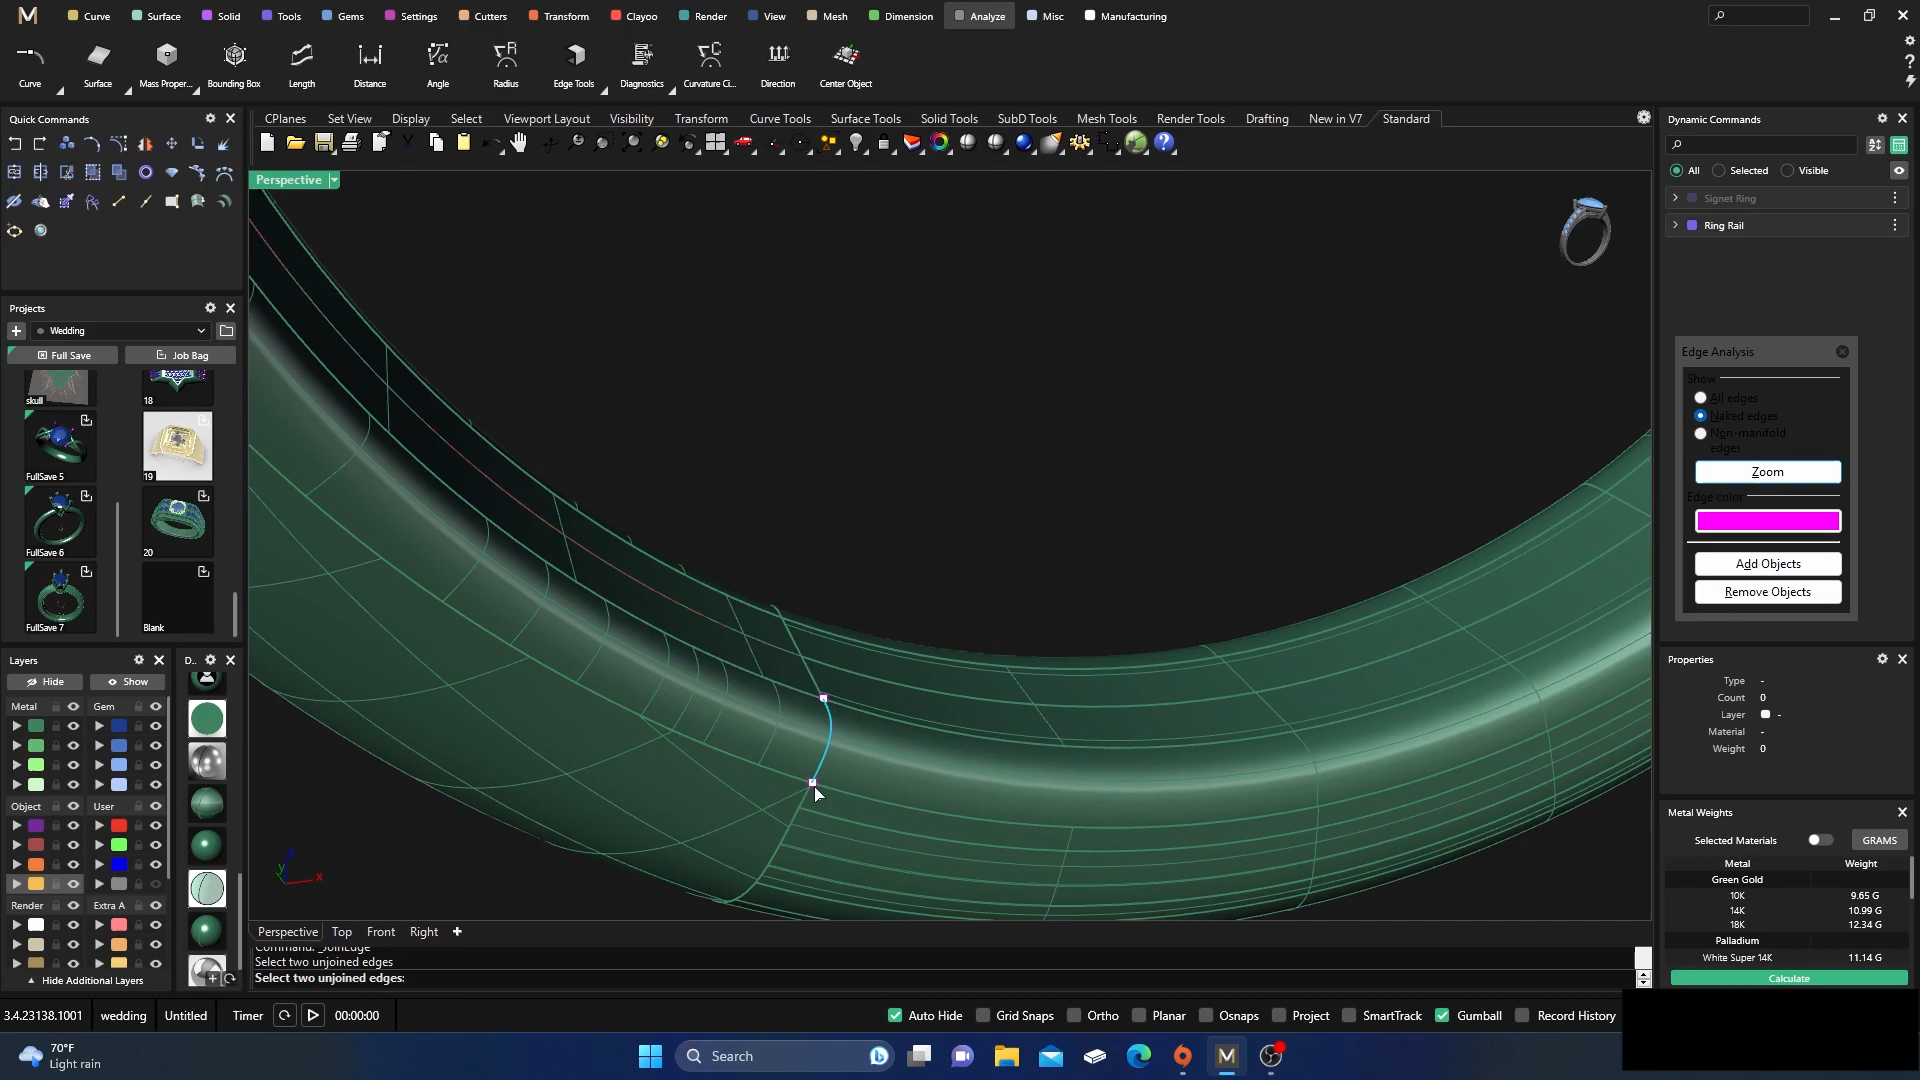 M Curve Surface Solid Tools Gems Settings Cutters Transform Clayoo Render View Mesh Dimension Analyze Misc Manufacturing
Curve Surface Mass Proper... Bounding Box Length Distance Angle Radius Edge Tools Diagnostics Curvature Ci... Direction Center Object
Quick Commands
CPlanes Set View Display Select Viewport Layout Visibility Transform Curve Tools Surface Tools Solid Tools SubD Tools Mesh Tools Render Tools Drafting New in V7 Standard
Dynamic Commands
All Selected Visible
Signet Ring
Ring Rail
Perspective
Projects
Wedding
Full Save Job Bag
skull 18
FullSave 5 19
FullSave 6 20
FullSave 7 Blank
Edge Analysis
Show
All edges
Naked edges
Non-manifold
edges
Zoom
Edge color
Add Objects
Remove Objects
Layers D..
Hide Show
Metal Gem
Object User
Render Extra A
Hide Additional Layers
Properties
Type -
Count 0
Layer -
Material -
Weight 0
Metal Weights
Selected Materials GRAMS
Metal Weight
Green Gold
10K 9.65 G
14K 10.99 G
18K 12.34 G
Palladium
White Super 14K 11.14 G
Calculate
z
y
x
Perspective Top Front Right
Command: _JoinEdge
Select two unjoined edges
Select two unjoined edges:
3.4.23138.1001 wedding Untitled Timer 00:00:00 Auto Hide Grid Snaps Ortho Planar Osnaps Project SmartTrack Gumball Record History
70°F
Light rain
Search
M